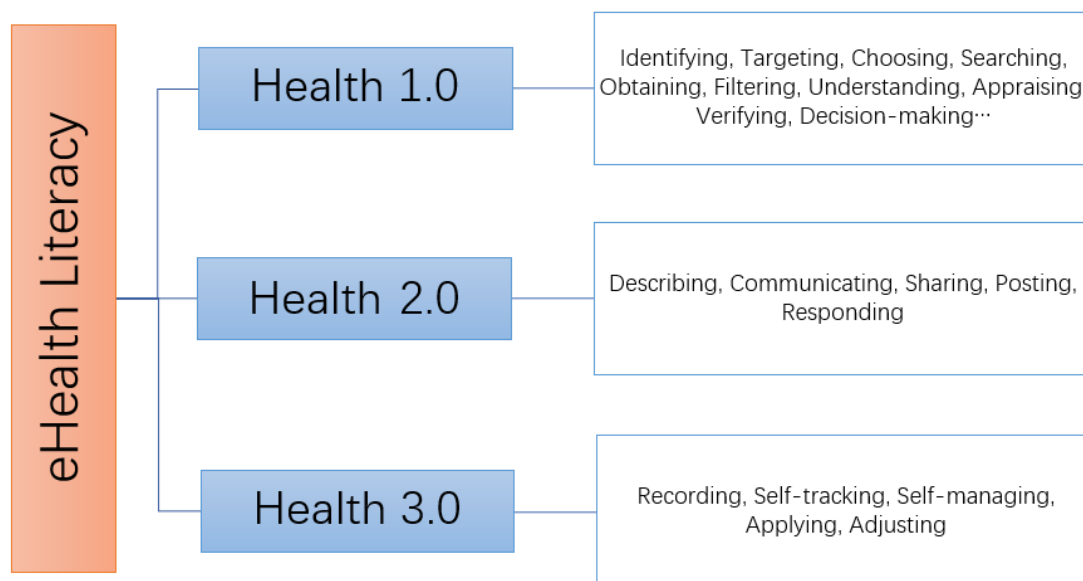 eHealth Literacy
Health 1.0
Identifying, Targeting, Choosing, Searching,
Obtaining, Filtering, Understanding, Appraising
Verifying, Decision-making…
Health 2.0
Describing, Communicating, Sharing, Posting,
Responding
Health 3.0
Recording, Self-tracking, Self-managing,
Applying, Adjusting